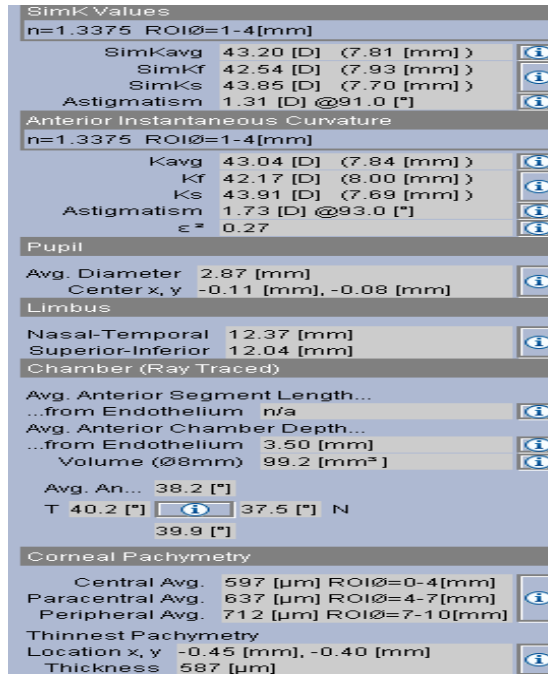 SimK Values
n=1.3375 ROIØ=1-4[mm]
SimKavg 43.20 [D] (7.81 [mm] )
SimKf 42.54 [D] (7.93 [mm] )
SimKs 43.85 [D] (7.70 [mm] )
Astigmatism 1.31 [D] @91.0 [°]
Anterior Instantaneous Curvature
n=1.3375 ROIØ=1-4[mm]
Kavg 43.04 [D] (7.84 [mm] )
Kf 42.17 [D] (8.00 [mm] )
Ks 43.91 [D] (7.69 [mm] )
Astigmatism 1.73 [D] @93.0 [°]
ε² 0.27
Pupil
Avg. Diameter 2.87 [mm]
Center x, y -0.11 [mm], -0.08 [mm]
Limbus
Nasal-Temporal 12.37 [mm]
Superior-Inferior 12.04 [mm]
Chamber (Ray Traced)
Avg. Anterior Segment Length...
...from Endothelium n/a
Avg. Anterior Chamber Depth...
...from Endothelium 3.50 [mm]
Volume (Ø8mm) 99.2 [mm³]
Avg. An... 38.2 [°]
T 40.2 [°] i 37.5 [°] N
39.9 [°]
Corneal Pachymetry
Central Avg. 597 [µm] ROIØ=0-4[mm]
Paracentral Avg. 637 [µm] ROIØ=4-7[mm]
Peripheral Avg. 712 [µm] ROIØ=7-10[mm]
Thinnest Pachymetry
Location x, y -0.45 [mm], -0.40 [mm]
Thickness 587 [µm]